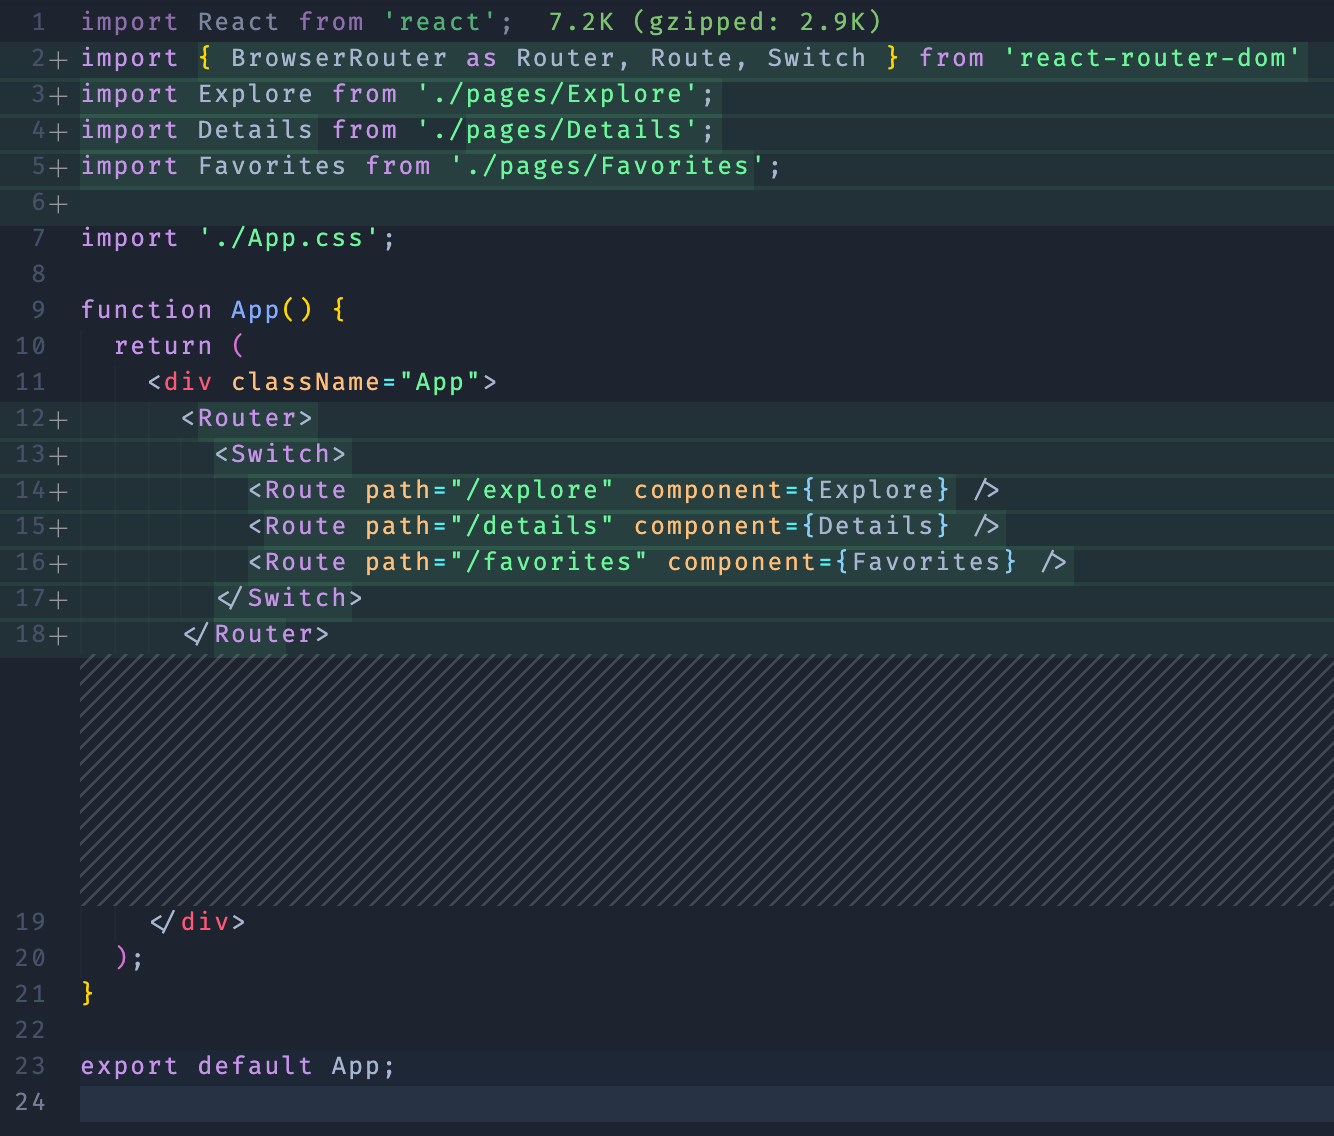 1 import React from 'react';  7.2K (gzipped: 2.9K)
2+ import { BrowserRouter as Router, Route, Switch } from 'react-router-dom'
3+ import Explore from './pages/Explore';
4+ import Details from './pages/Details';
5+ import Favorites from './pages/Favorites';
6+
7 import './App.css';
8
9 function App() {
10   return (
11     <div className="App">
12+       <Router>
13+         <Switch>
14+           <Route path="/explore" component={Explore} />
15+           <Route path="/details" component={Details} />
16+           <Route path="/favorites" component={Favorites} />
17+         </Switch>
18+       </Router>
19     </div>
20   );
21 }
22
23 export default App;
24